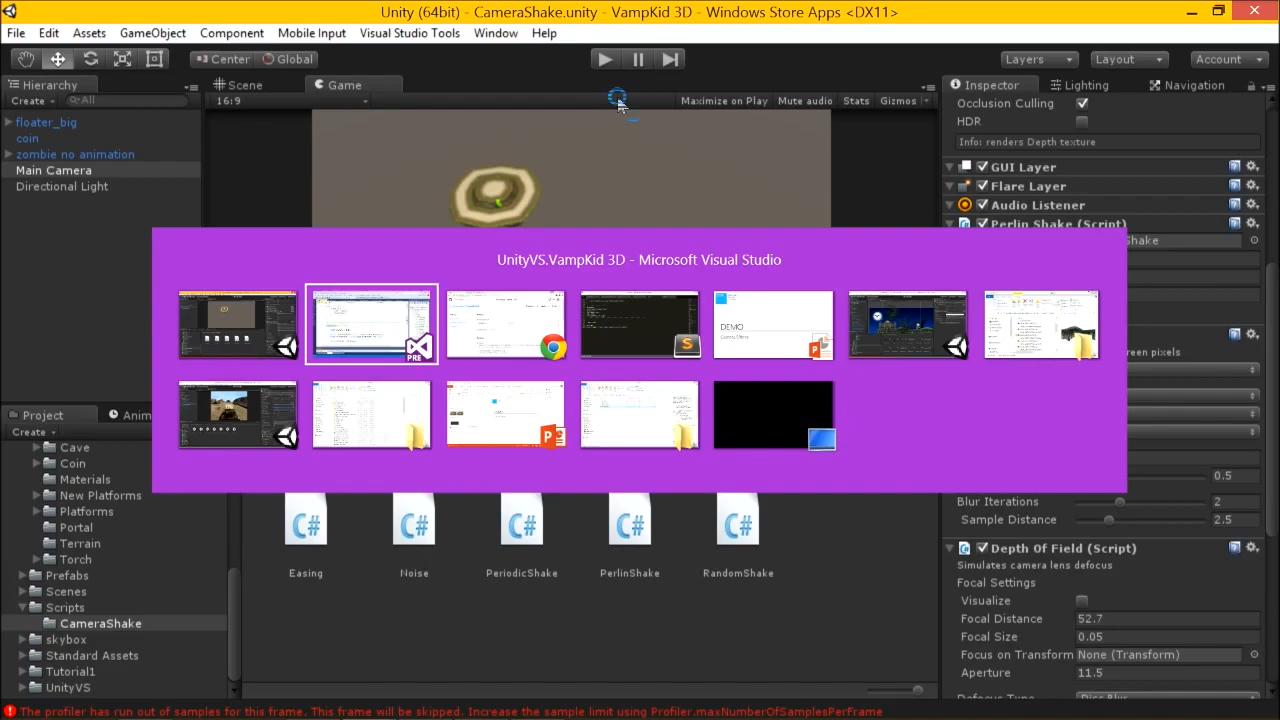 Unity (64bit) - CameraShake.unity - VampKid 3D - Windows Store Apps <DX11>
File Edit Assets GameObject Component Mobile Input Visual Studio Tools Window Help
Center Global Layers Layout Account
Hierarchy Scene Game Inspector Lighting Navigation
Create All 16:9 Maximize on Play Mute audio Stats Gizmos Occlusion Culling
HDR
floater_big
coin
Info: renders Depth texture
zombie no animation
Main Camera
GUI Layer
Directional Light
Flare Layer
Audio Listener
Perlin Shake (Script)
UnityVS.VampKid 3D - Microsoft Visual Studio
PRE
DEMO
Project
Create
Cave
Coin
Materials
New Platforms
Platforms
Portal
Terrain
Torch
Prefabs
Scenes
Scripts
CameraShake
skybox
Standard Assets
Tutorial1
UnityVS
C# C# C# C# C#
Easing Noise PeriodicShake PerlinShake RandomShake
0.5
Blur Iterations 2
Sample Distance 2.5
Depth Of Field (Script)
Simulates camera lens defocus
Focal Settings
Visualize
Focal Distance 52.7
Focal Size 0.05
Focus on Transform None (Transform)
Aperture 11.5
The profiler has run out of samples for this frame. This frame will be skipped. Increase the sample limit using Profiler.maxNumberOfSamplesPerFrame